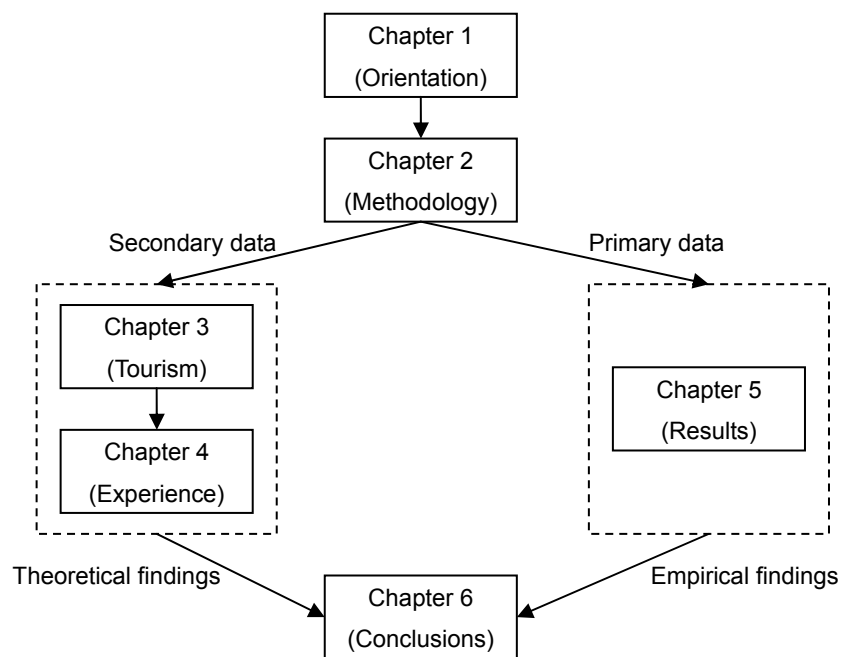 Chapter 1
(Orientation)
Chapter 2
(Methodology)
Secondary data
Primary data
Chapter 3
(Tourism)
Chapter 4
(Experience)
Chapter 5
(Results)
Theoretical findings
Empirical findings
Chapter 6
(Conclusions)